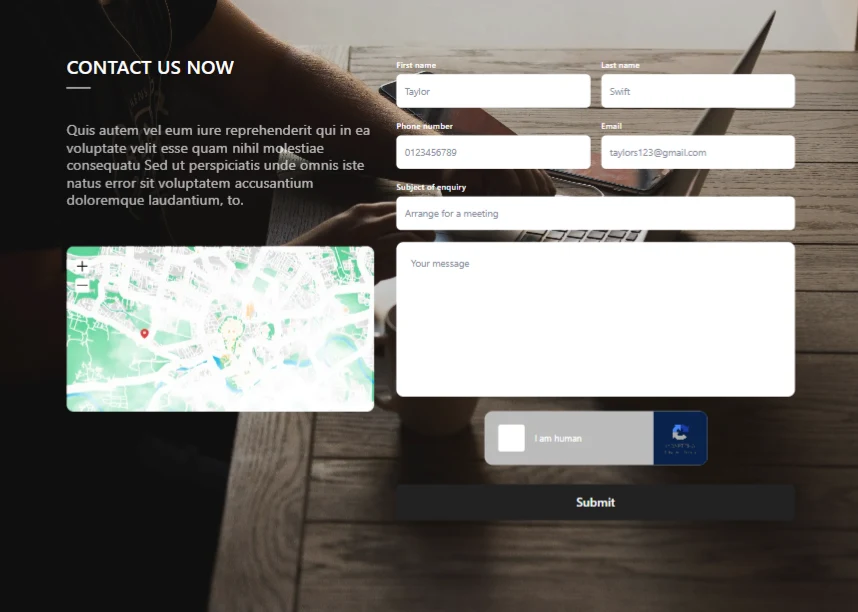 CONTACT US NOW
Quis autem vel eum iure reprehenderit qui in ea
voluptate velit esse quam nihil molestiae
consequatu Sed ut perspiciatis unde omnis iste
natus error sit voluptatem accusantium
doloremque laudantium, to.
+
−
First name
Last name
Taylor
Swift
Phone number
Email
0123456789
taylors123@gmail.com
Subject of enquiry
Arrange for a meeting
Your message
I am human
Submit